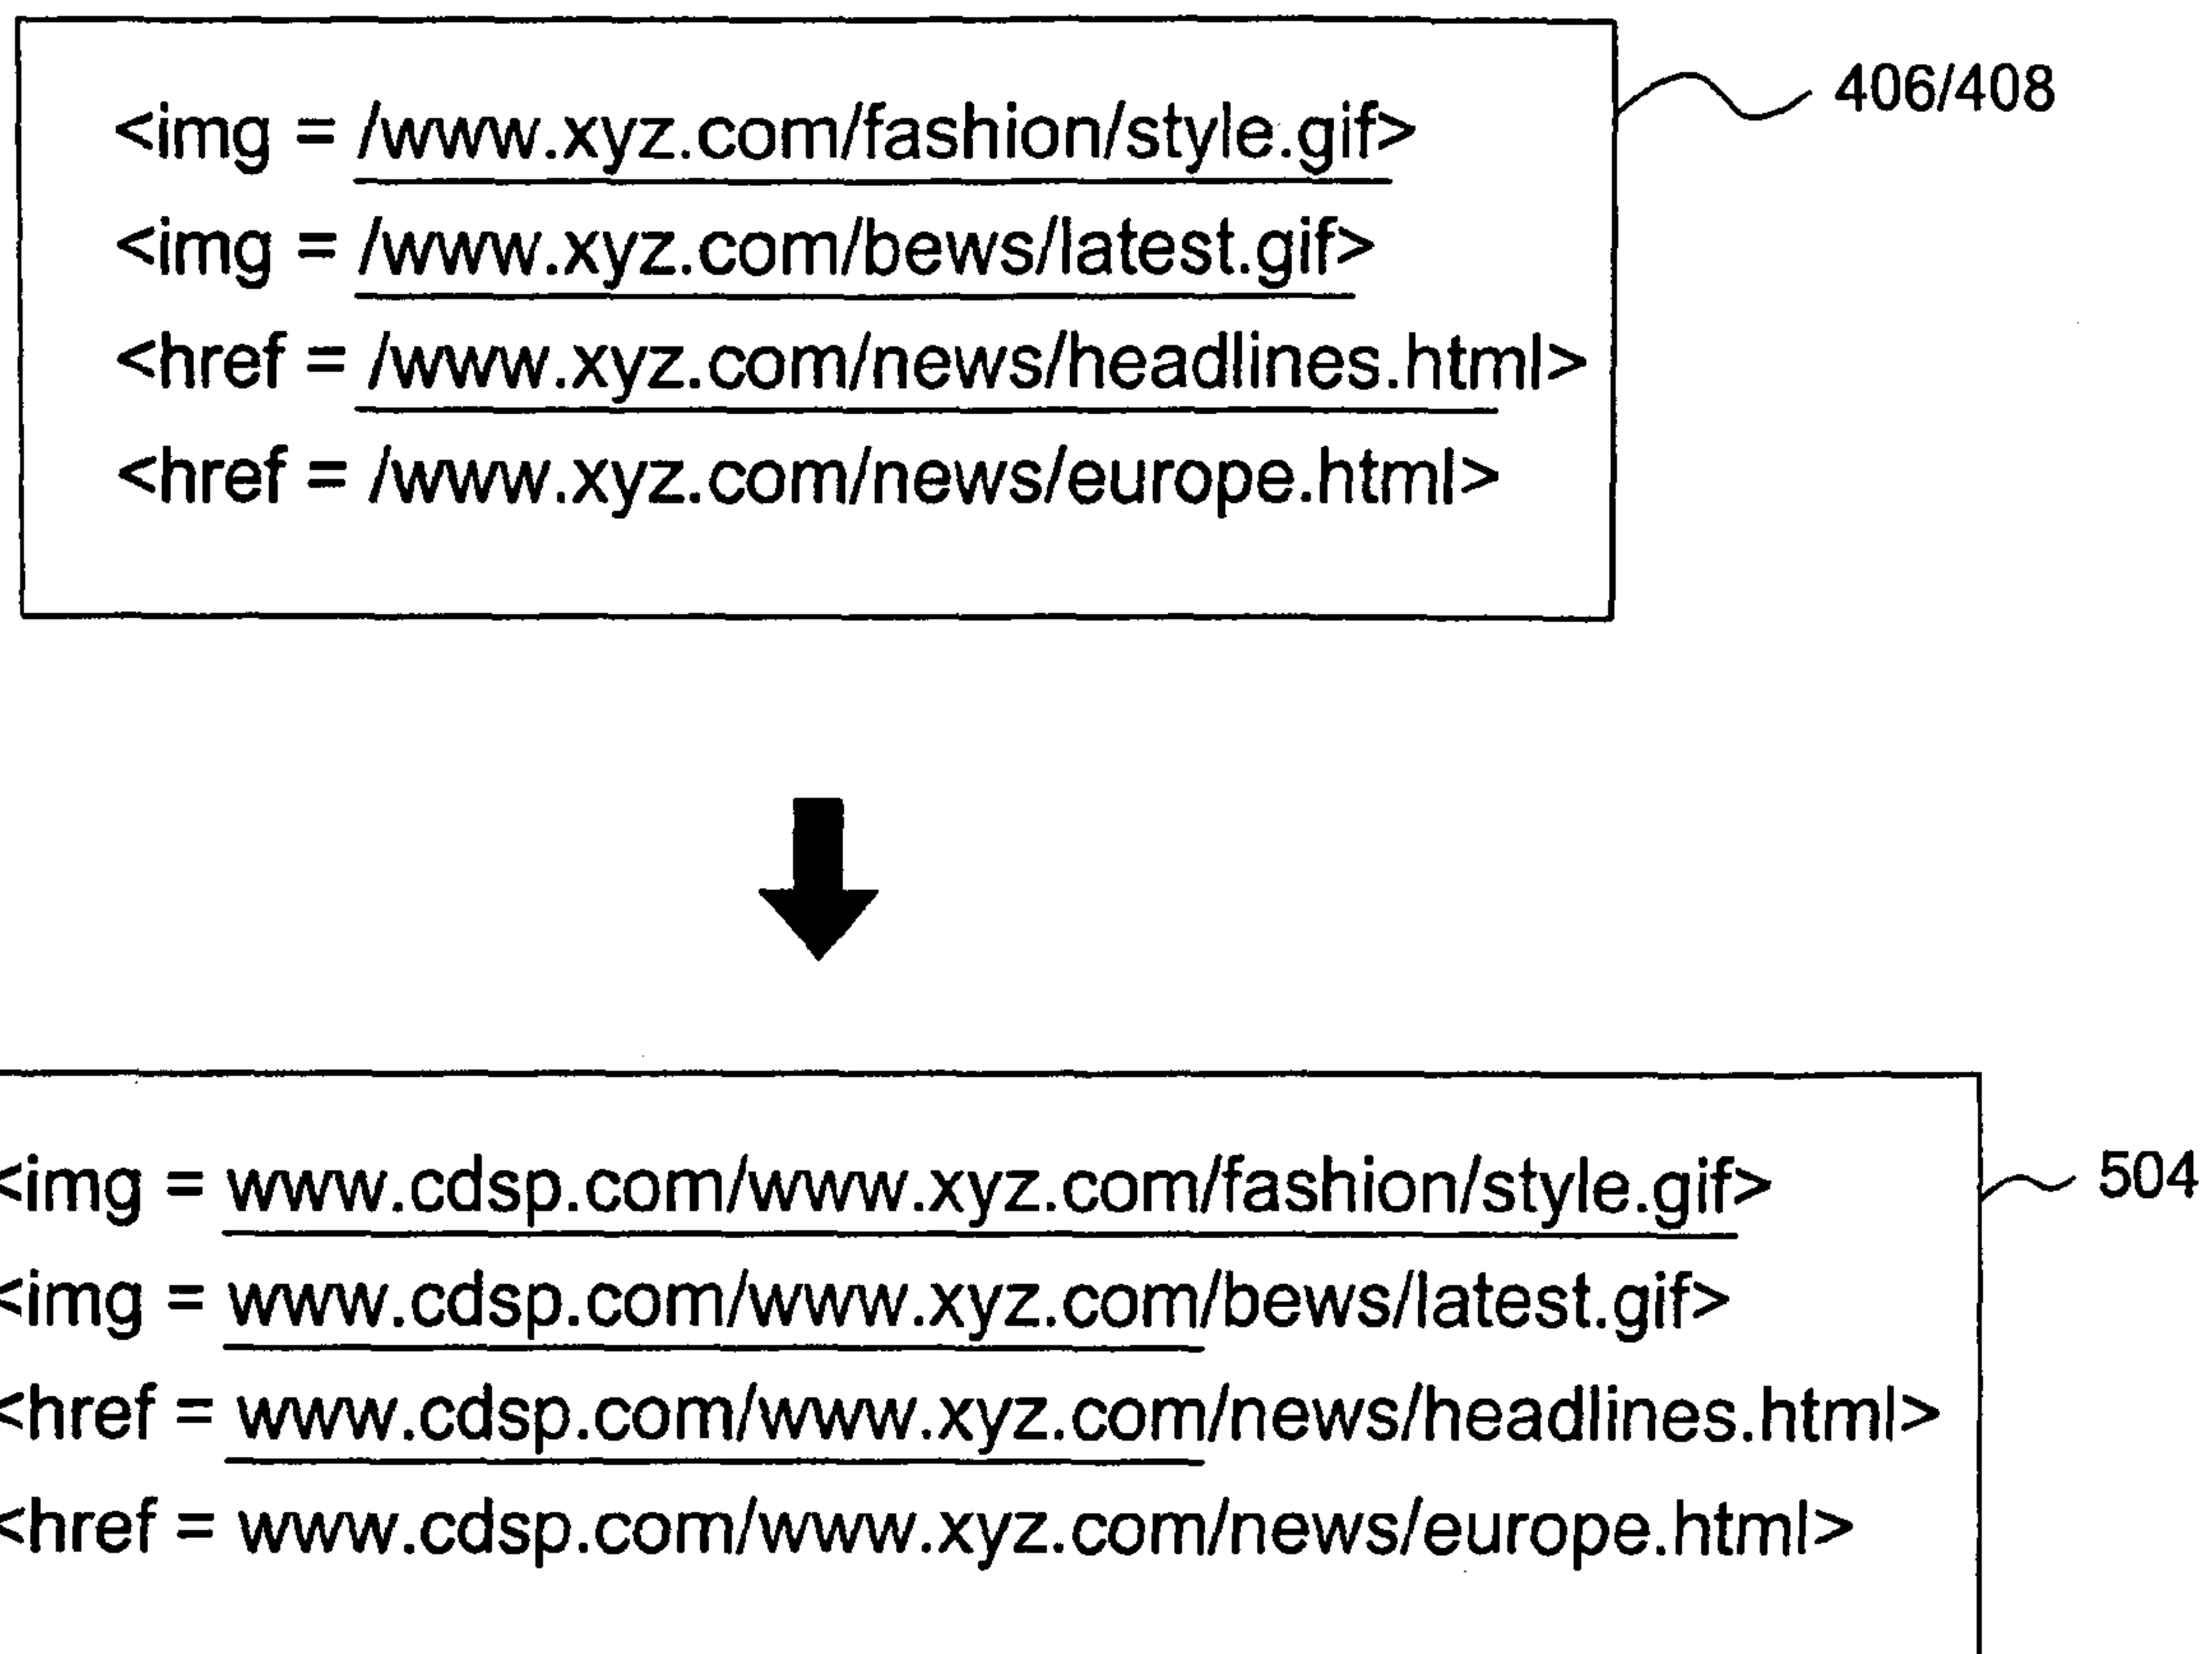 <img = /www.xyz.com/fashion/style.gif>
406/408
<img = /www.xyz.com/bews/latest.gif>
<href = /www.xyz.com/news/headlines.html>
<href = /www.xyz.com/news/europe.html>
<img = www.cdsp.com/www.xyz.com/fashion/style.gif>
504
<img = www.cdsp.com/www.xyz.com/bews/latest.gif>
<href = www.cdsp.com/www.xyz.com/news/headlines.html>
<href = www.cdsp.com/www.xyz.com/news/europe.html>